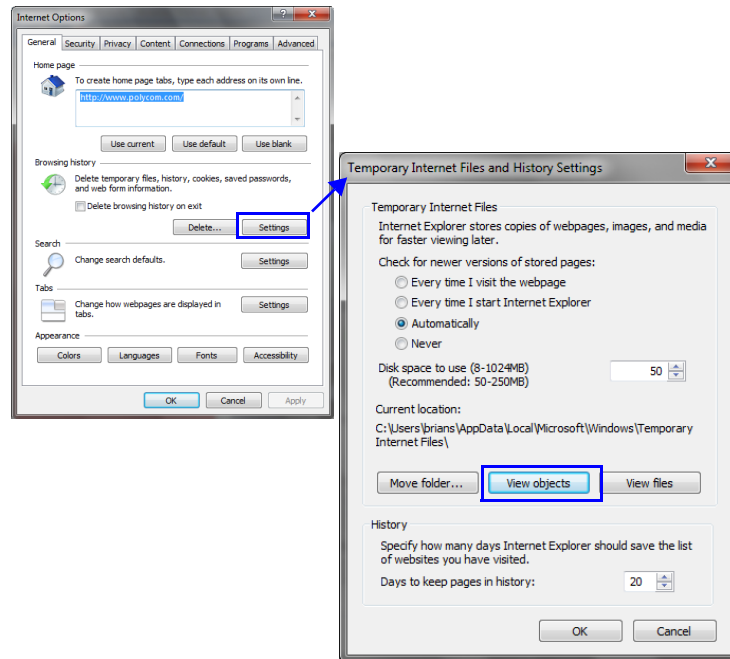 Internet Options
General Security Privacy Content Connections Programs Advanced
Home page
To create home page tabs, type each address on its own line.
http://www.polycom.com/
Use current Use default Use blank
Browsing history
Delete temporary files, history, cookies, saved passwords,
and web form information.
Delete browsing history on exit
Delete... Settings
Search
Change search defaults. Settings
Tabs
Change how webpages are displayed in Settings
tabs.
Appearance
Colors Languages Fonts Accessibility
OK Cancel Apply
Temporary Internet Files and History Settings
Temporary Internet Files
Internet Explorer stores copies of webpages, images, and media
for faster viewing later.
Check for newer versions of stored pages:
Every time I visit the webpage
Every time I start Internet Explorer
Automatically
Never
Disk space to use (8-1024MB) 50
(Recommended: 50-250MB)
Current location:
C:\Users\brians\AppData\Local\Microsoft\Windows\Temporary
Internet Files\
Move folder... View objects View files
History
Specify how many days Internet Explorer should save the list
of websites you have visited.
Days to keep pages in history: 20
OK Cancel